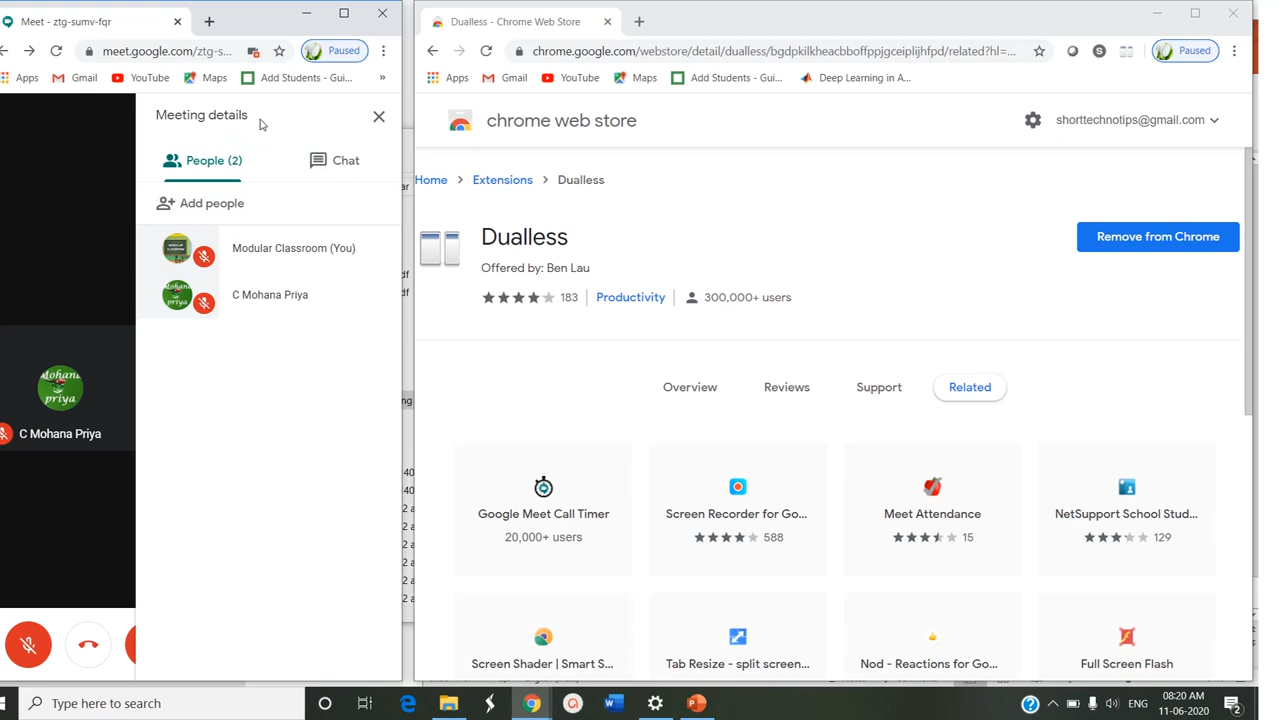 Meet - ztg-sumv-fqr
meet.google.com/ztg-s...
Paused
Apps Gmail YouTube Maps Add Students - Gui... »
Meeting details
People (2) Chat
Add people
Modular Classroom (You)
C Mohana Priya
Mohana
priya
C Mohana Priya
Dualless - Chrome Web Store
chrome.google.com/webstore/detail/dualless/bgdpkilkheacbboffppjgceiplijhfpd/related?hl=...
Paused
Apps Gmail YouTube Maps Add Students - Gui... Deep Learning in A...
chrome web store
shorttechnotips@gmail.com
Home > Extensions > Dualless
Dualless
Remove from Chrome
Offered by: Ben Lau
183 Productivity 300,000+ users
Overview Reviews Support Related
Google Meet Call Timer
20,000+ users
Screen Recorder for Go...
588
Meet Attendance
15
NetSupport School Stud...
129
Screen Shader | Smart S...
Tab Resize - split screen...
Nod - Reactions for Go...
Full Screen Flash
Type here to search
ENG
08:20 AM
11-06-2020
2